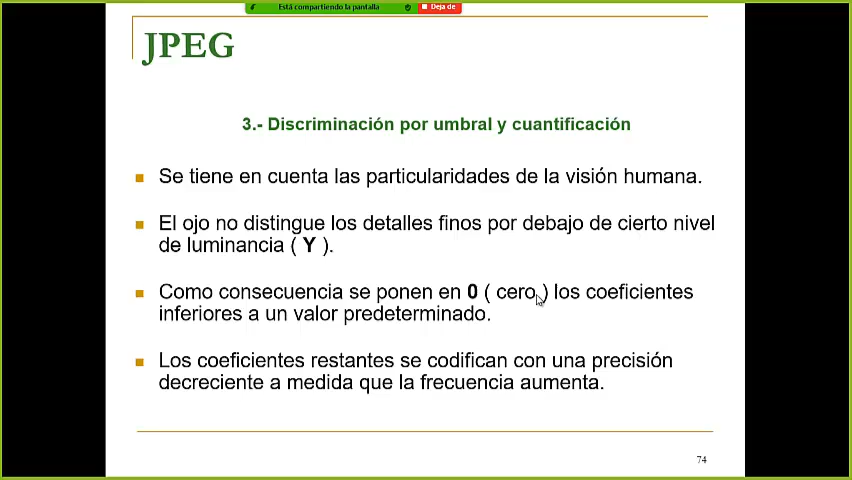 Está compartiendo la pantalla
Deja de
JPEG
3.- Discriminación por umbral y cuantificación
Se tiene en cuenta las particularidades de la visión humana.
El ojo no distingue los detalles finos por debajo de cierto nivel
de luminancia ( Y ).
Como consecuencia se ponen en 0 ( cero ) los coeficientes
inferiores a un valor predeterminado.
Los coeficientes restantes se codifican con una precisión
decreciente a medida que la frecuencia aumenta.
74